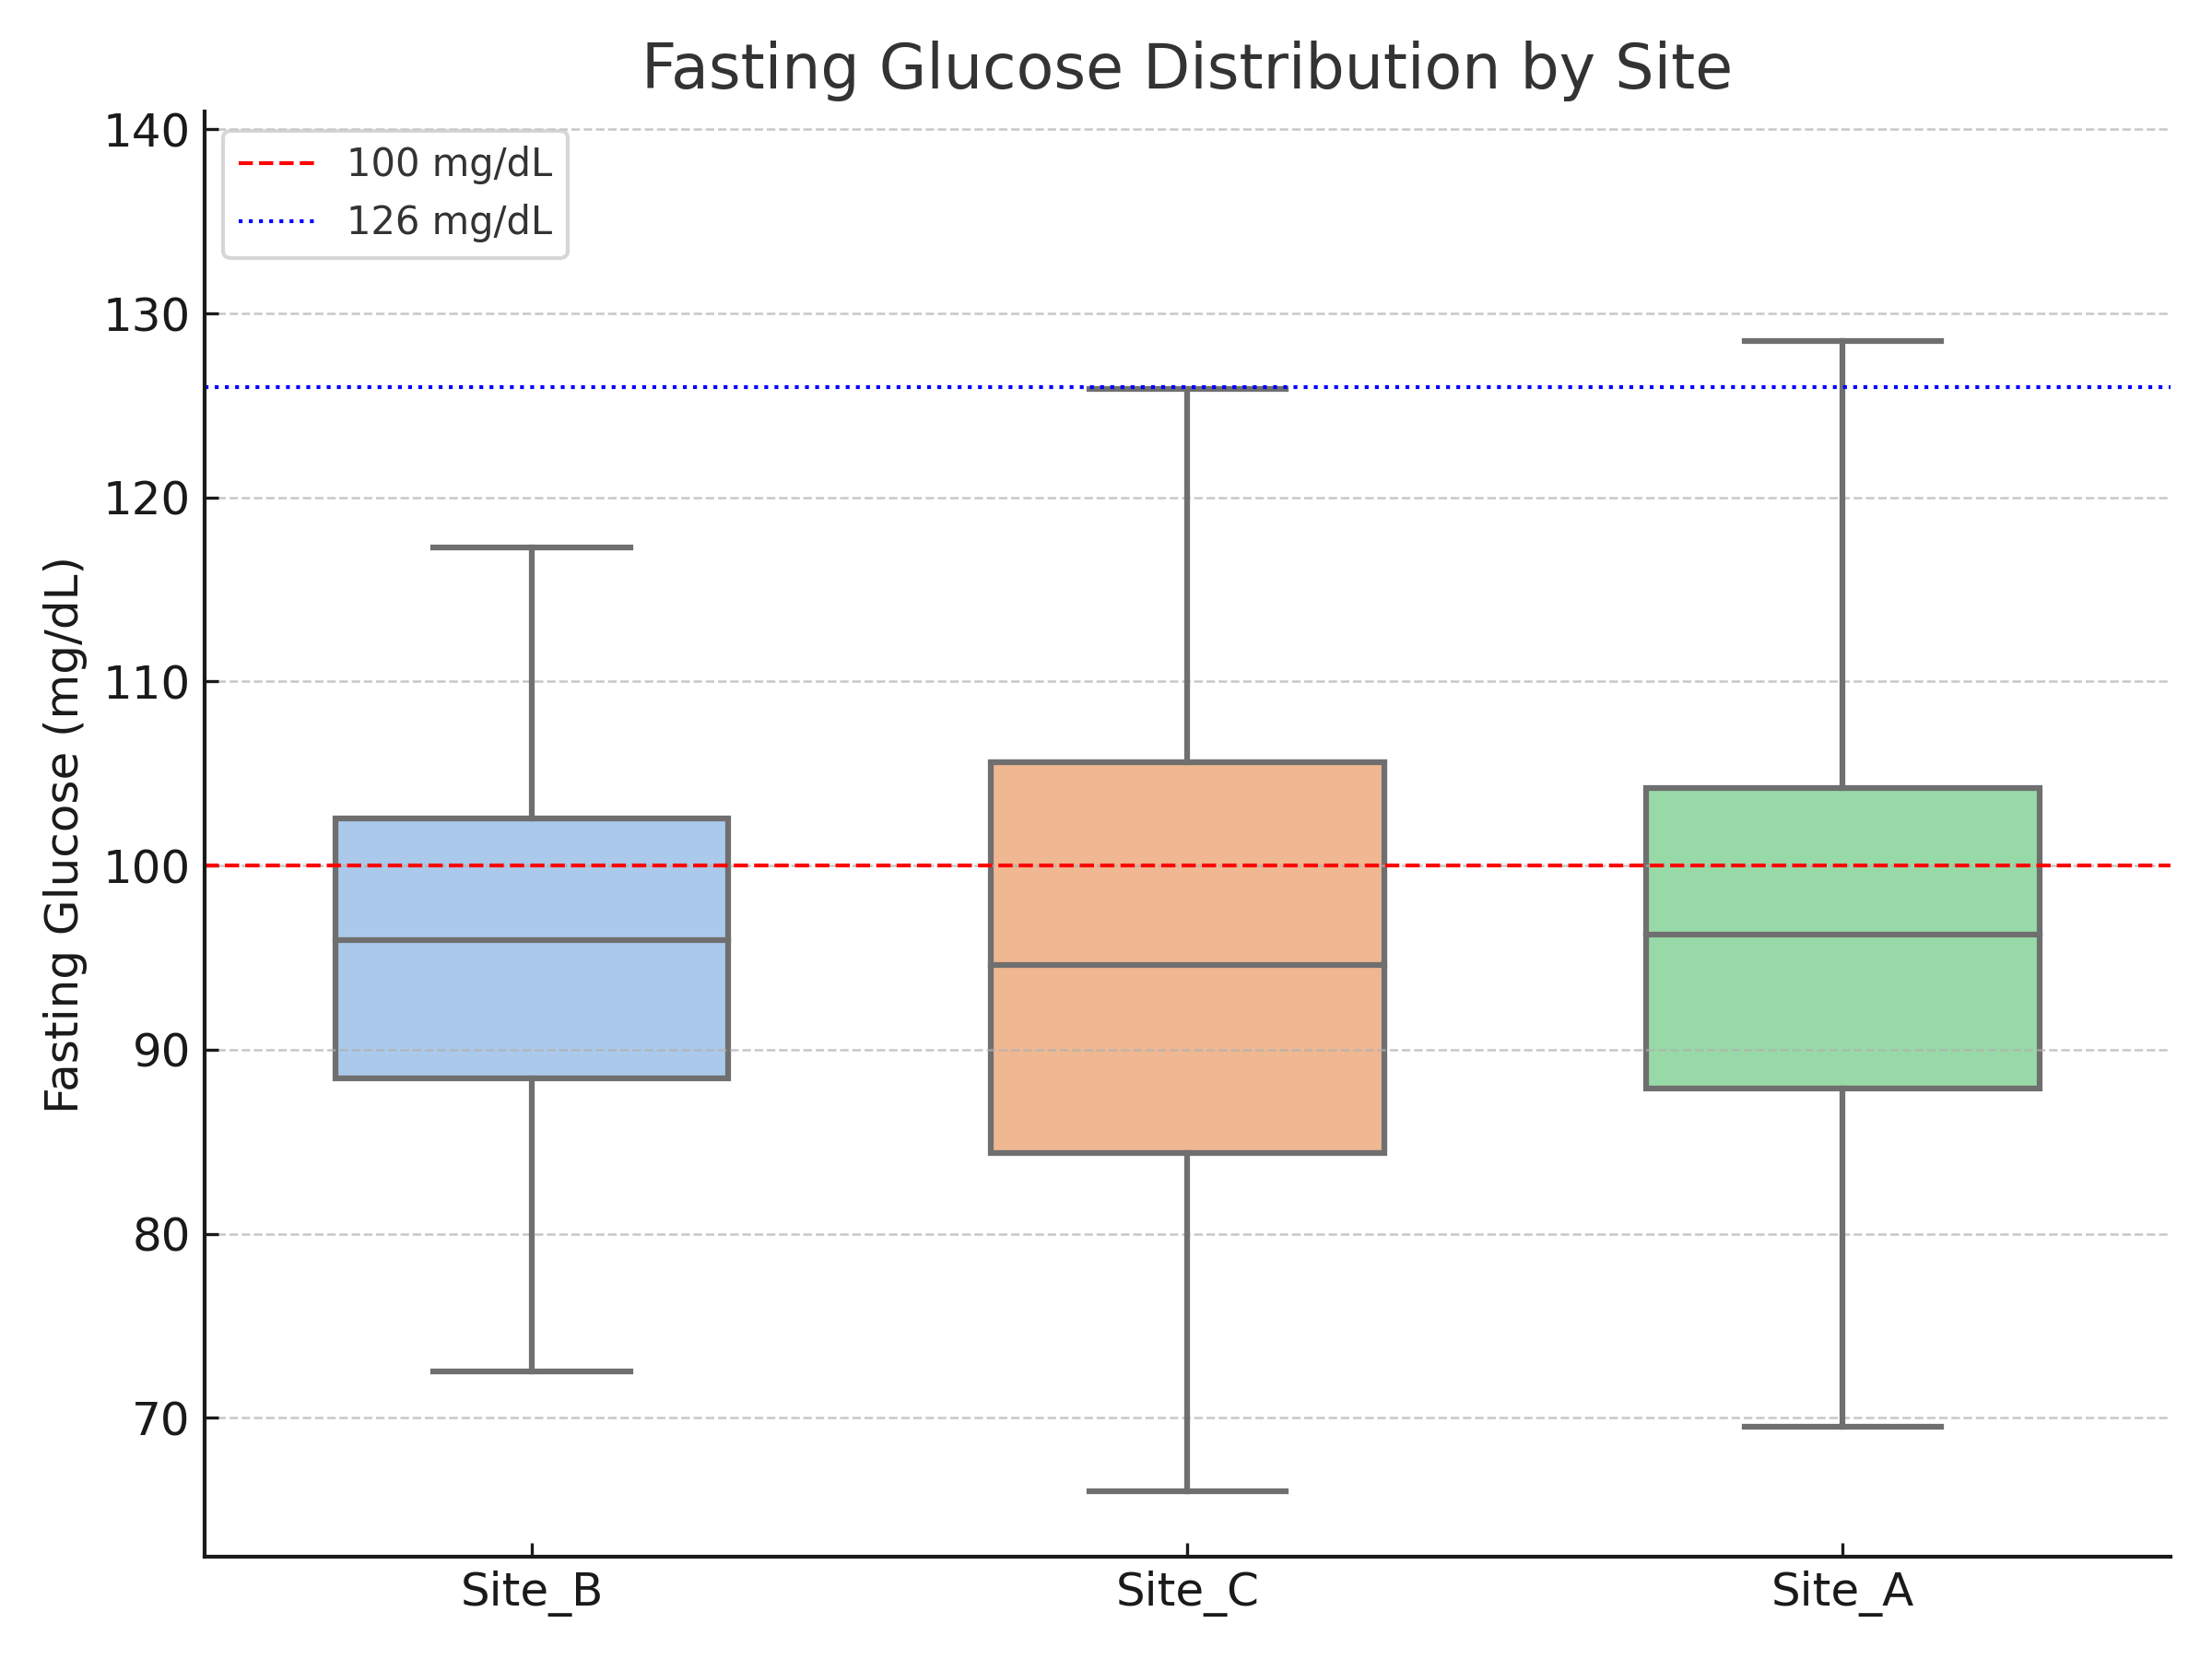 Fasting Glucose Distribution by Site
100 mg/dL
126 mg/dL
Fasting Glucose (mg/dL)
140
130
120
110
100
90
80
70
Site_B
Site_C
Site_A